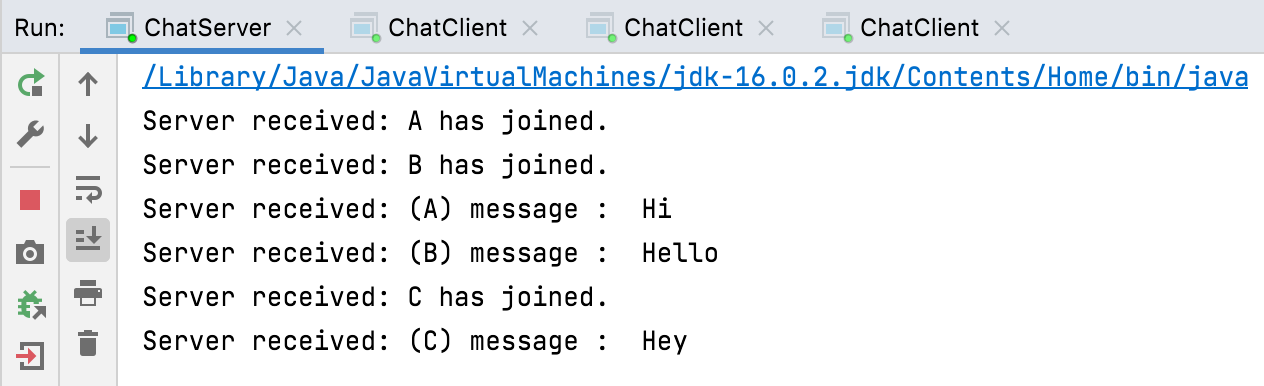 Run: ChatServer ChatClient ChatClient ChatClient
/Library/Java/JavaVirtualMachines/jdk-16.0.2.jdk/Contents/Home/bin/java
Server received: A has joined.
Server received: B has joined.
Server received: (A) message :  Hi
Server received: (B) message :  Hello
Server received: C has joined.
Server received: (C) message :  Hey